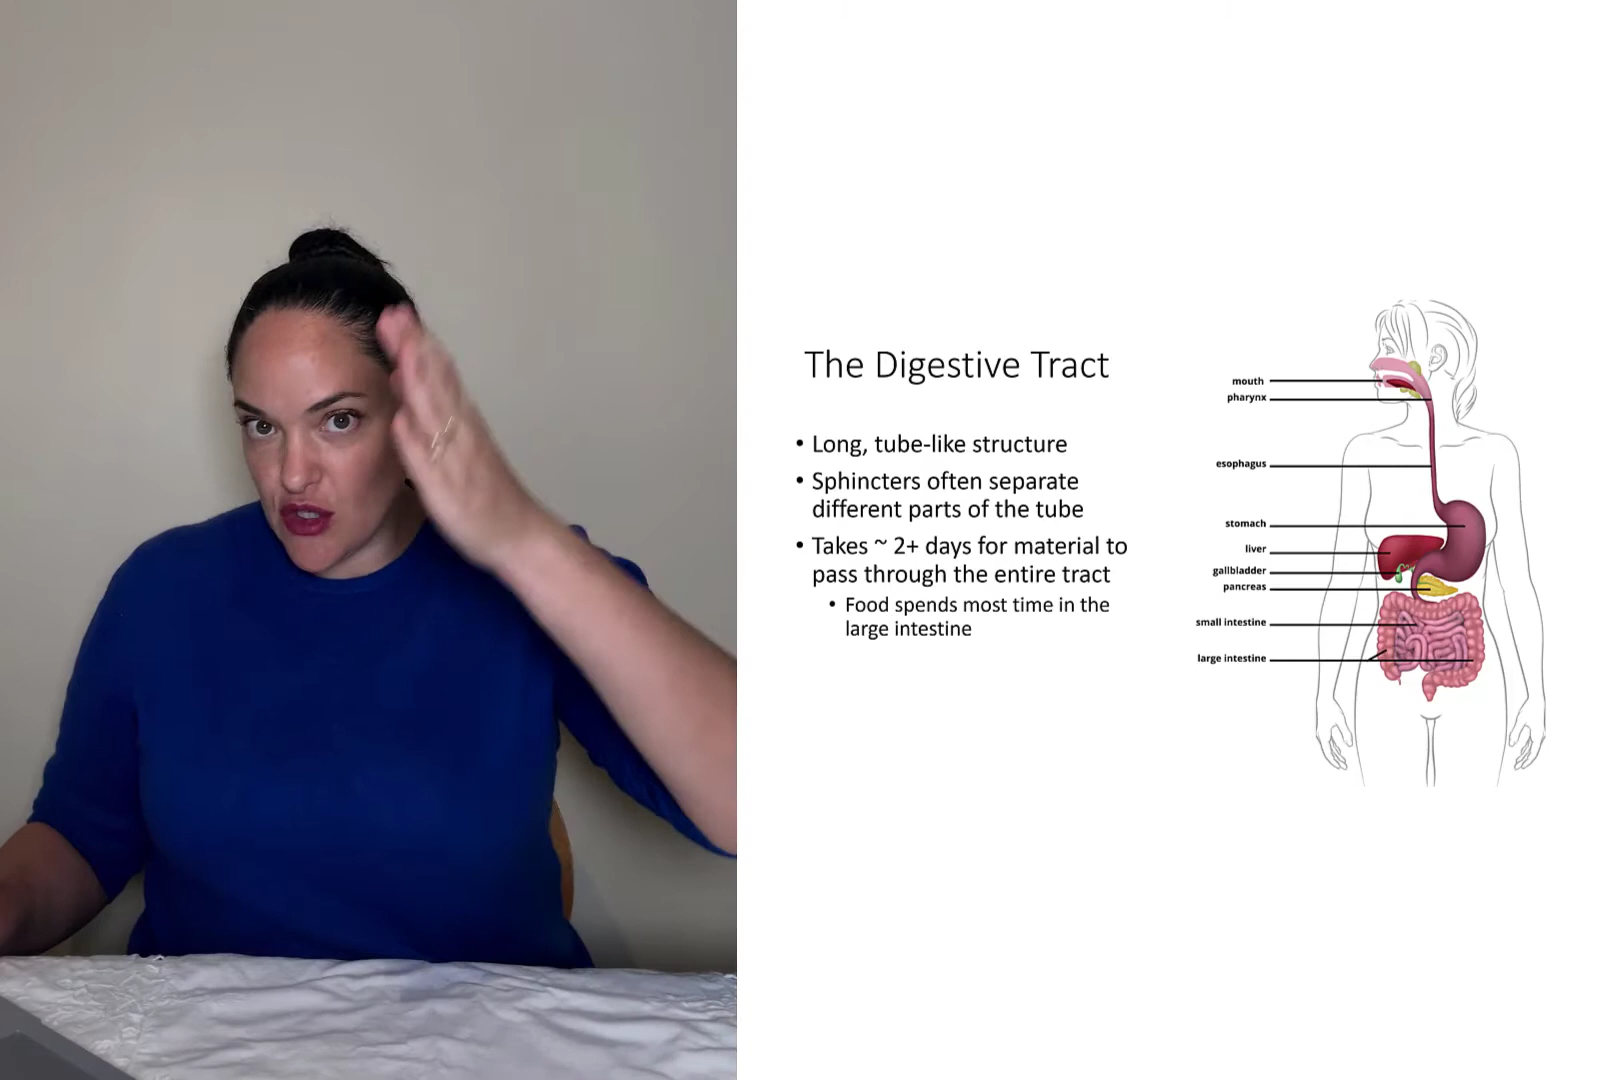 The Digestive Tract
• Long, tube-like structure
• Sphincters often separate
different parts of the tube
• Takes ~ 2+ days for material to
pass through the entire tract
• Food spends most time in the
large intestine
mouth
pharynx
esophagus
stomach
liver
gallbladder
pancreas
small intestine
large intestine